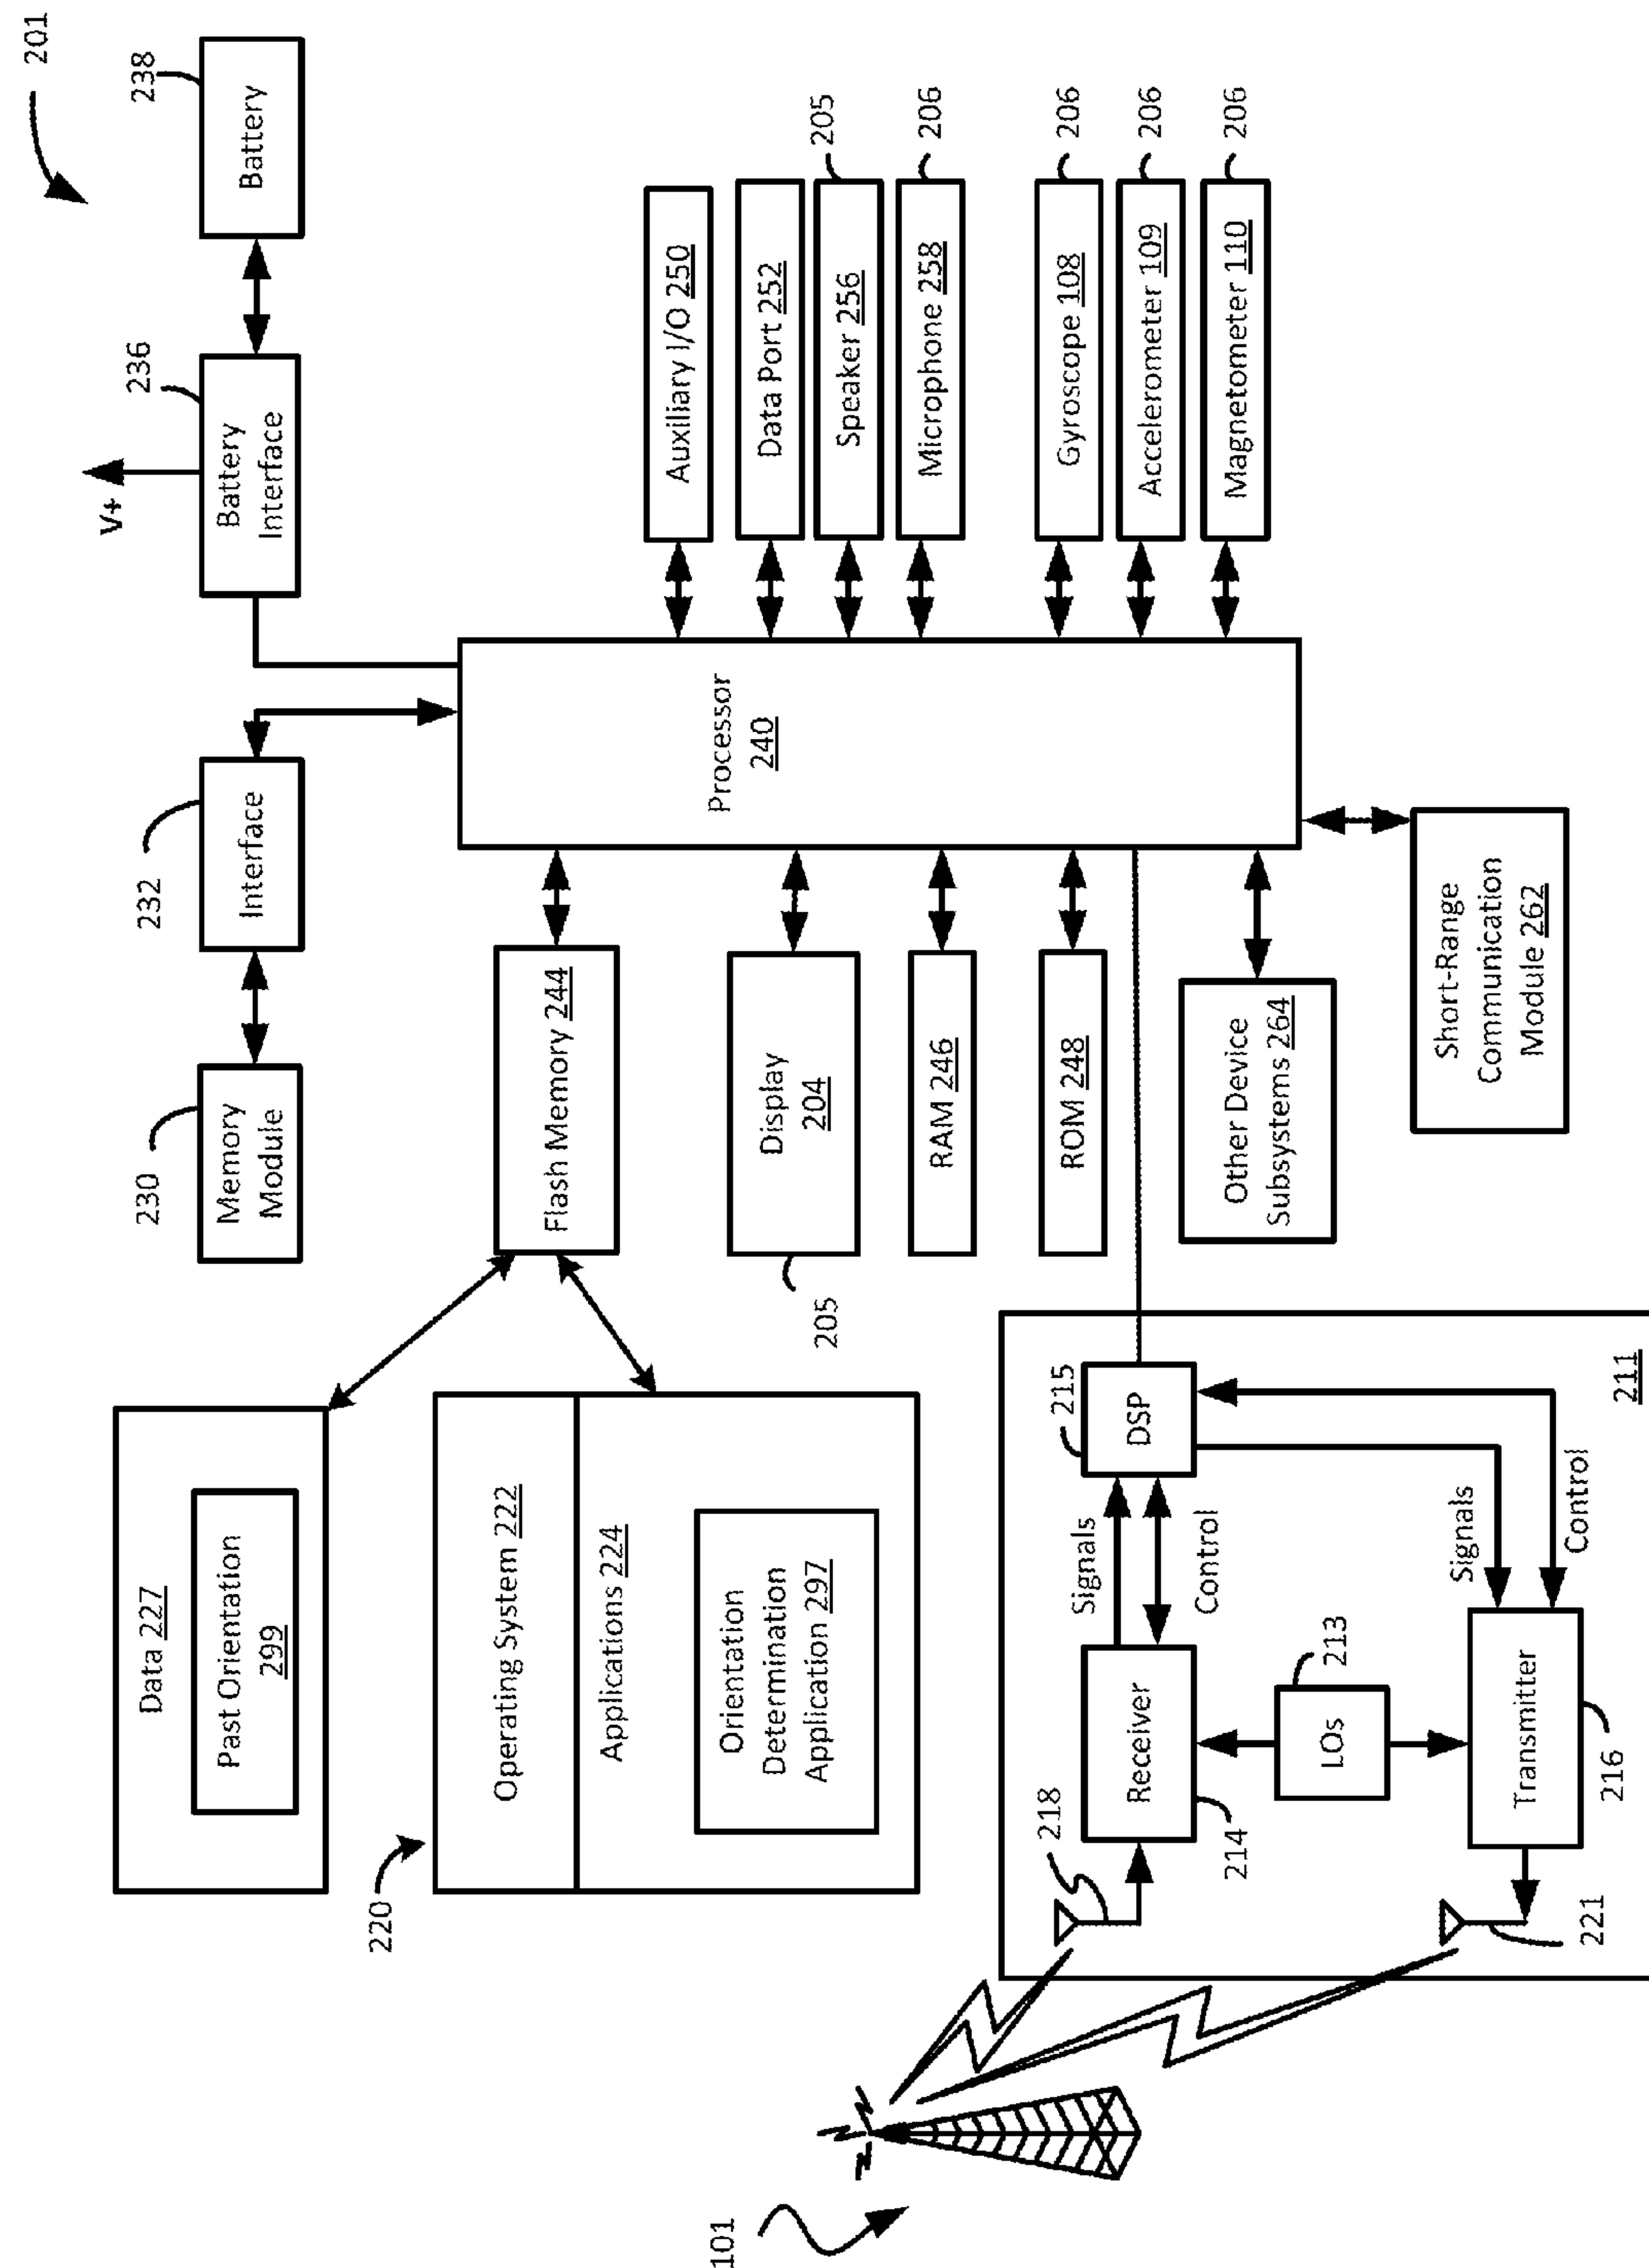 201
238
Battery
236
V+
Battery
Interface
232
Interface
230
Memory
Module
Data 227
Past Orientation
299
220
Operating System 222
Applications 224
Orientation
Determination
Application 297
Flash Memory 244
Display
204
205
RAM 246
ROM 248
Other Device
Subsystems 264
Short-Range
Communication
Module 262
Processor
240
Auxiliary I/O 250
Data Port 252
Speaker 256
205
Microphone 258
206
Gyroscope 108
206
Accelerometer 109
206
Magnetometer 110
206
101
218
Receiver
214
Signals
Control
215
DSP
LOs
213
Signals
Control
Transmitter
216
221
211